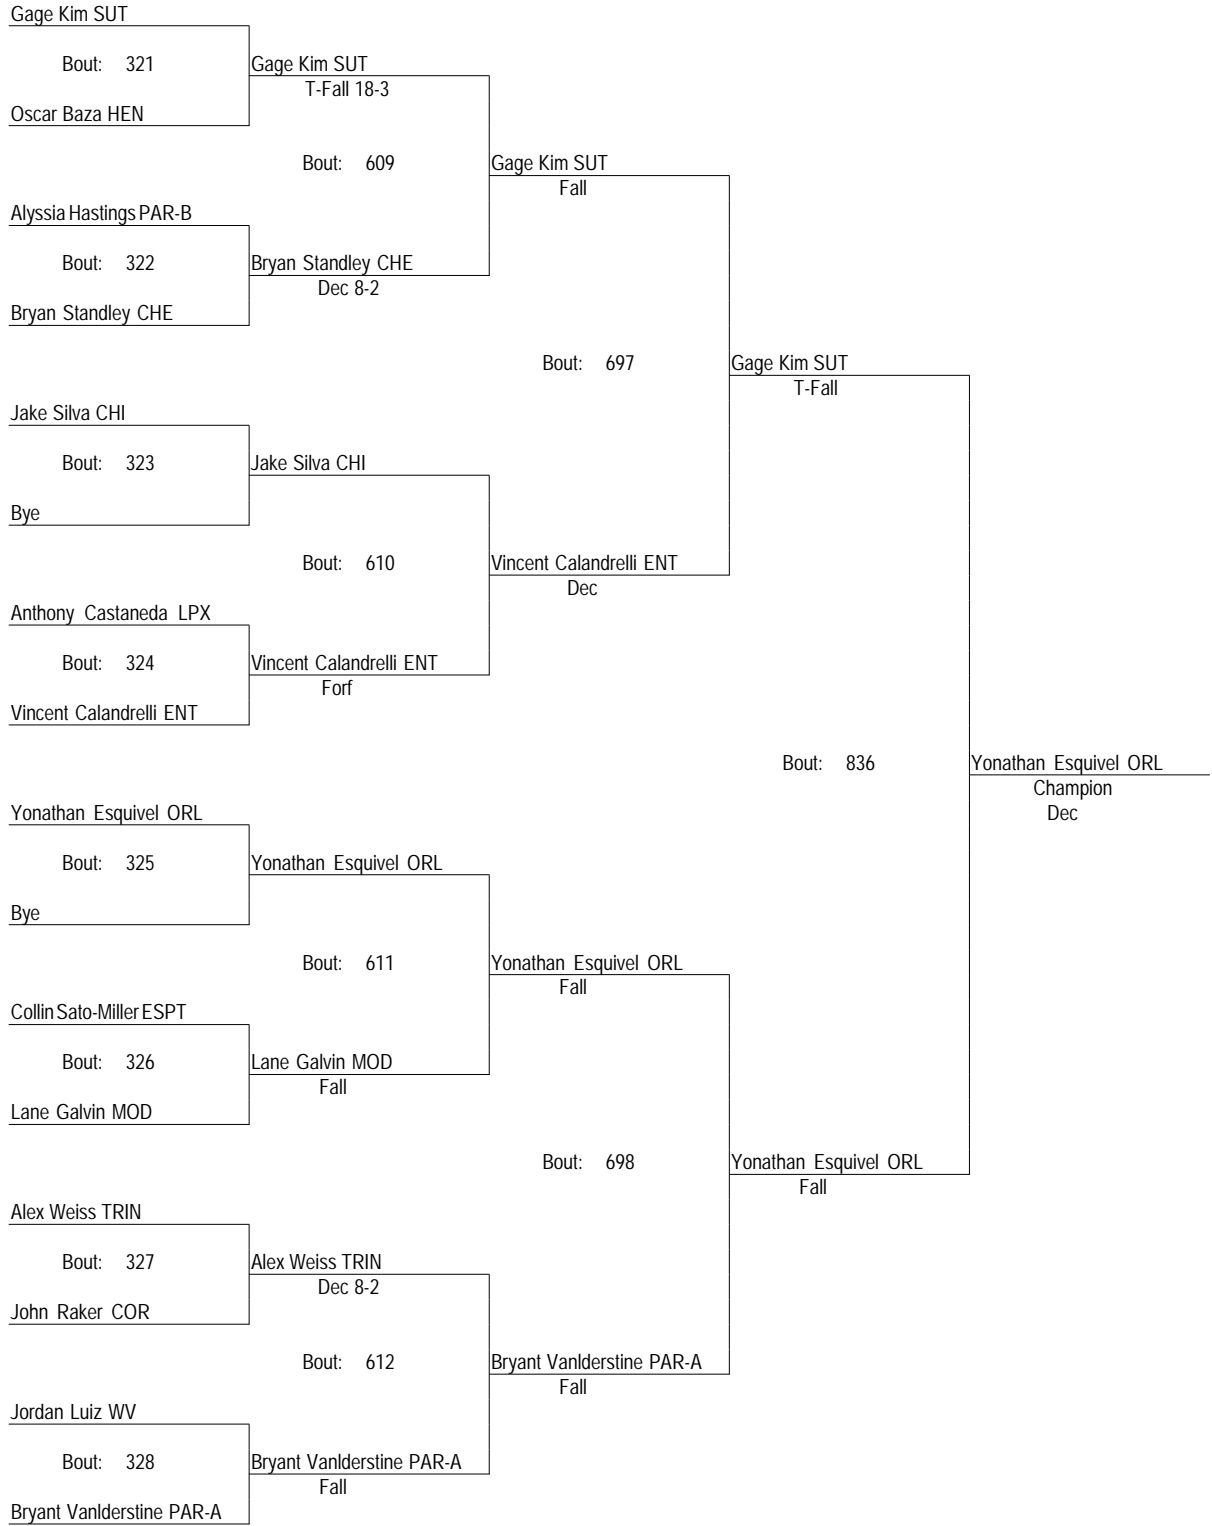 Gage Kim SUT
Bout: 321
Gage Kim SUT
T-Fall 18-3
Oscar Baza HEN
Bout: 609
Gage Kim SUT
Fall
Alyssia Hastings PAR-B
Bout: 322
Bryan Standley CHE
Dec 8-2
Bryan Standley CHE
Bout: 697
Gage Kim SUT
T-Fall
Jake Silva CHI
Bout: 323
Jake Silva CHI
Bye
Bout: 610
Vincent Calandrelli ENT
Dec
Anthony Castaneda LPX
Bout: 324
Vincent Calandrelli ENT
Forf
Vincent Calandrelli ENT
Bout: 836
Yonathan Esquivel ORL
Champion
Dec
Yonathan Esquivel ORL
Bout: 325
Yonathan Esquivel ORL
Bye
Bout: 611
Yonathan Esquivel ORL
Fall
Collin Sato-Miller ESPT
Bout: 326
Lane Galvin MOD
Fall
Lane Galvin MOD
Bout: 698
Yonathan Esquivel ORL
Fall
Alex Weiss TRIN
Bout: 327
Alex Weiss TRIN
Dec 8-2
John Raker COR
Bout: 612
Bryant Vanlderstine PAR-A
Fall
Jordan Luiz WV
Bout: 328
Bryant Vanlderstine PAR-A
Fall
Bryant Vanlderstine PAR-A